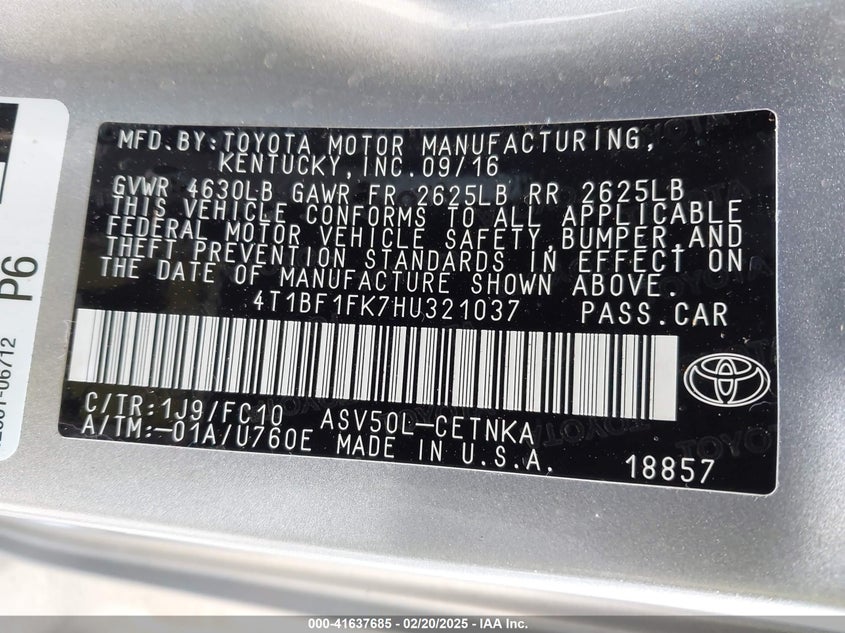 MFD.BY:TOYOTA MOTOR MANUFACTURING,
KENTUCKY,INC.09/16
GVWR 4630LB GAWR FR 2625LB RR 2625LB
THIS VEHICLE CONFORMS TO ALL APPLICABLE
FEDERAL MOTOR VEHICLE SAFETY,BUMPER,AND
THEFT PREVENTION STANDARDS IN EFFECT ON
THE DATE OF MANUFACTURE SHOWN ABOVE.
4T1BF1FK7HU321037 PASS.CAR
C/TR:1J9/FC10 ASV50L-CETNKA
A/TM:-01A/U760E MADE IN U.S.A. 18857
P6
000-41637685 - 02/20/2025 - IAA Inc.